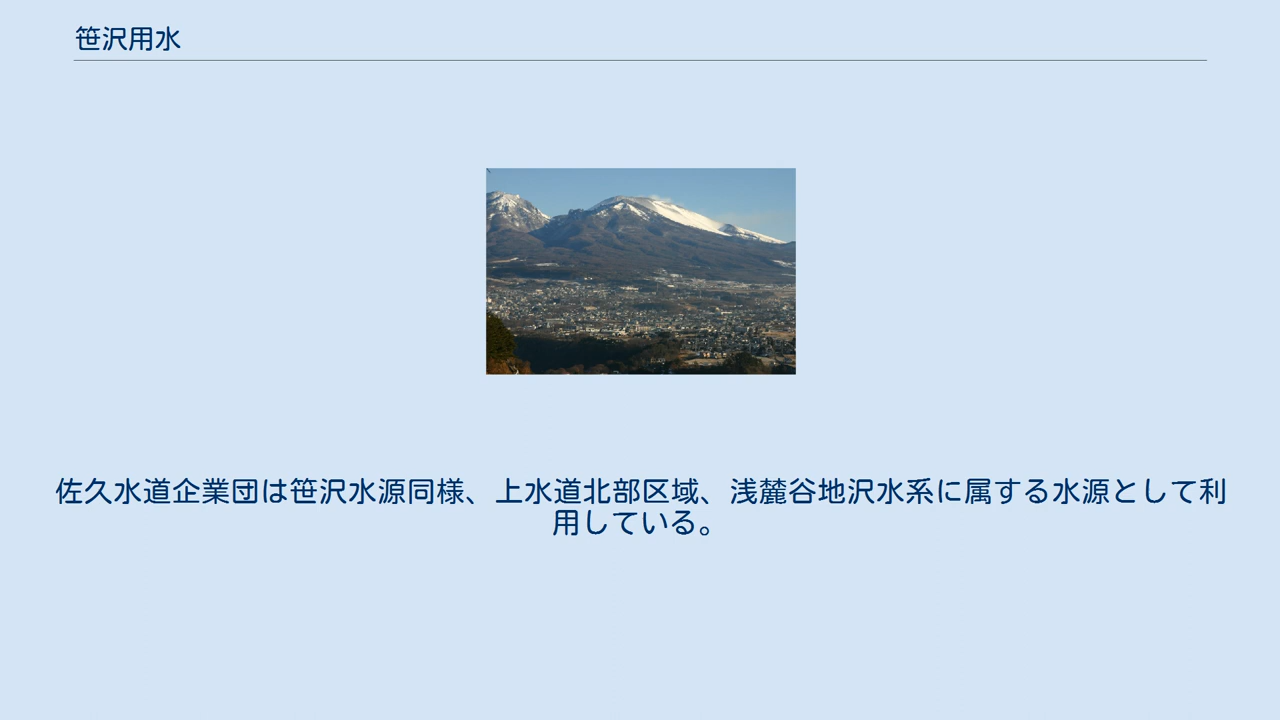 笹沢用水
佐久水道企業団は笹沢水源同様、上水道北部区域、浅麓谷地沢水系に属する水源として利
用している。